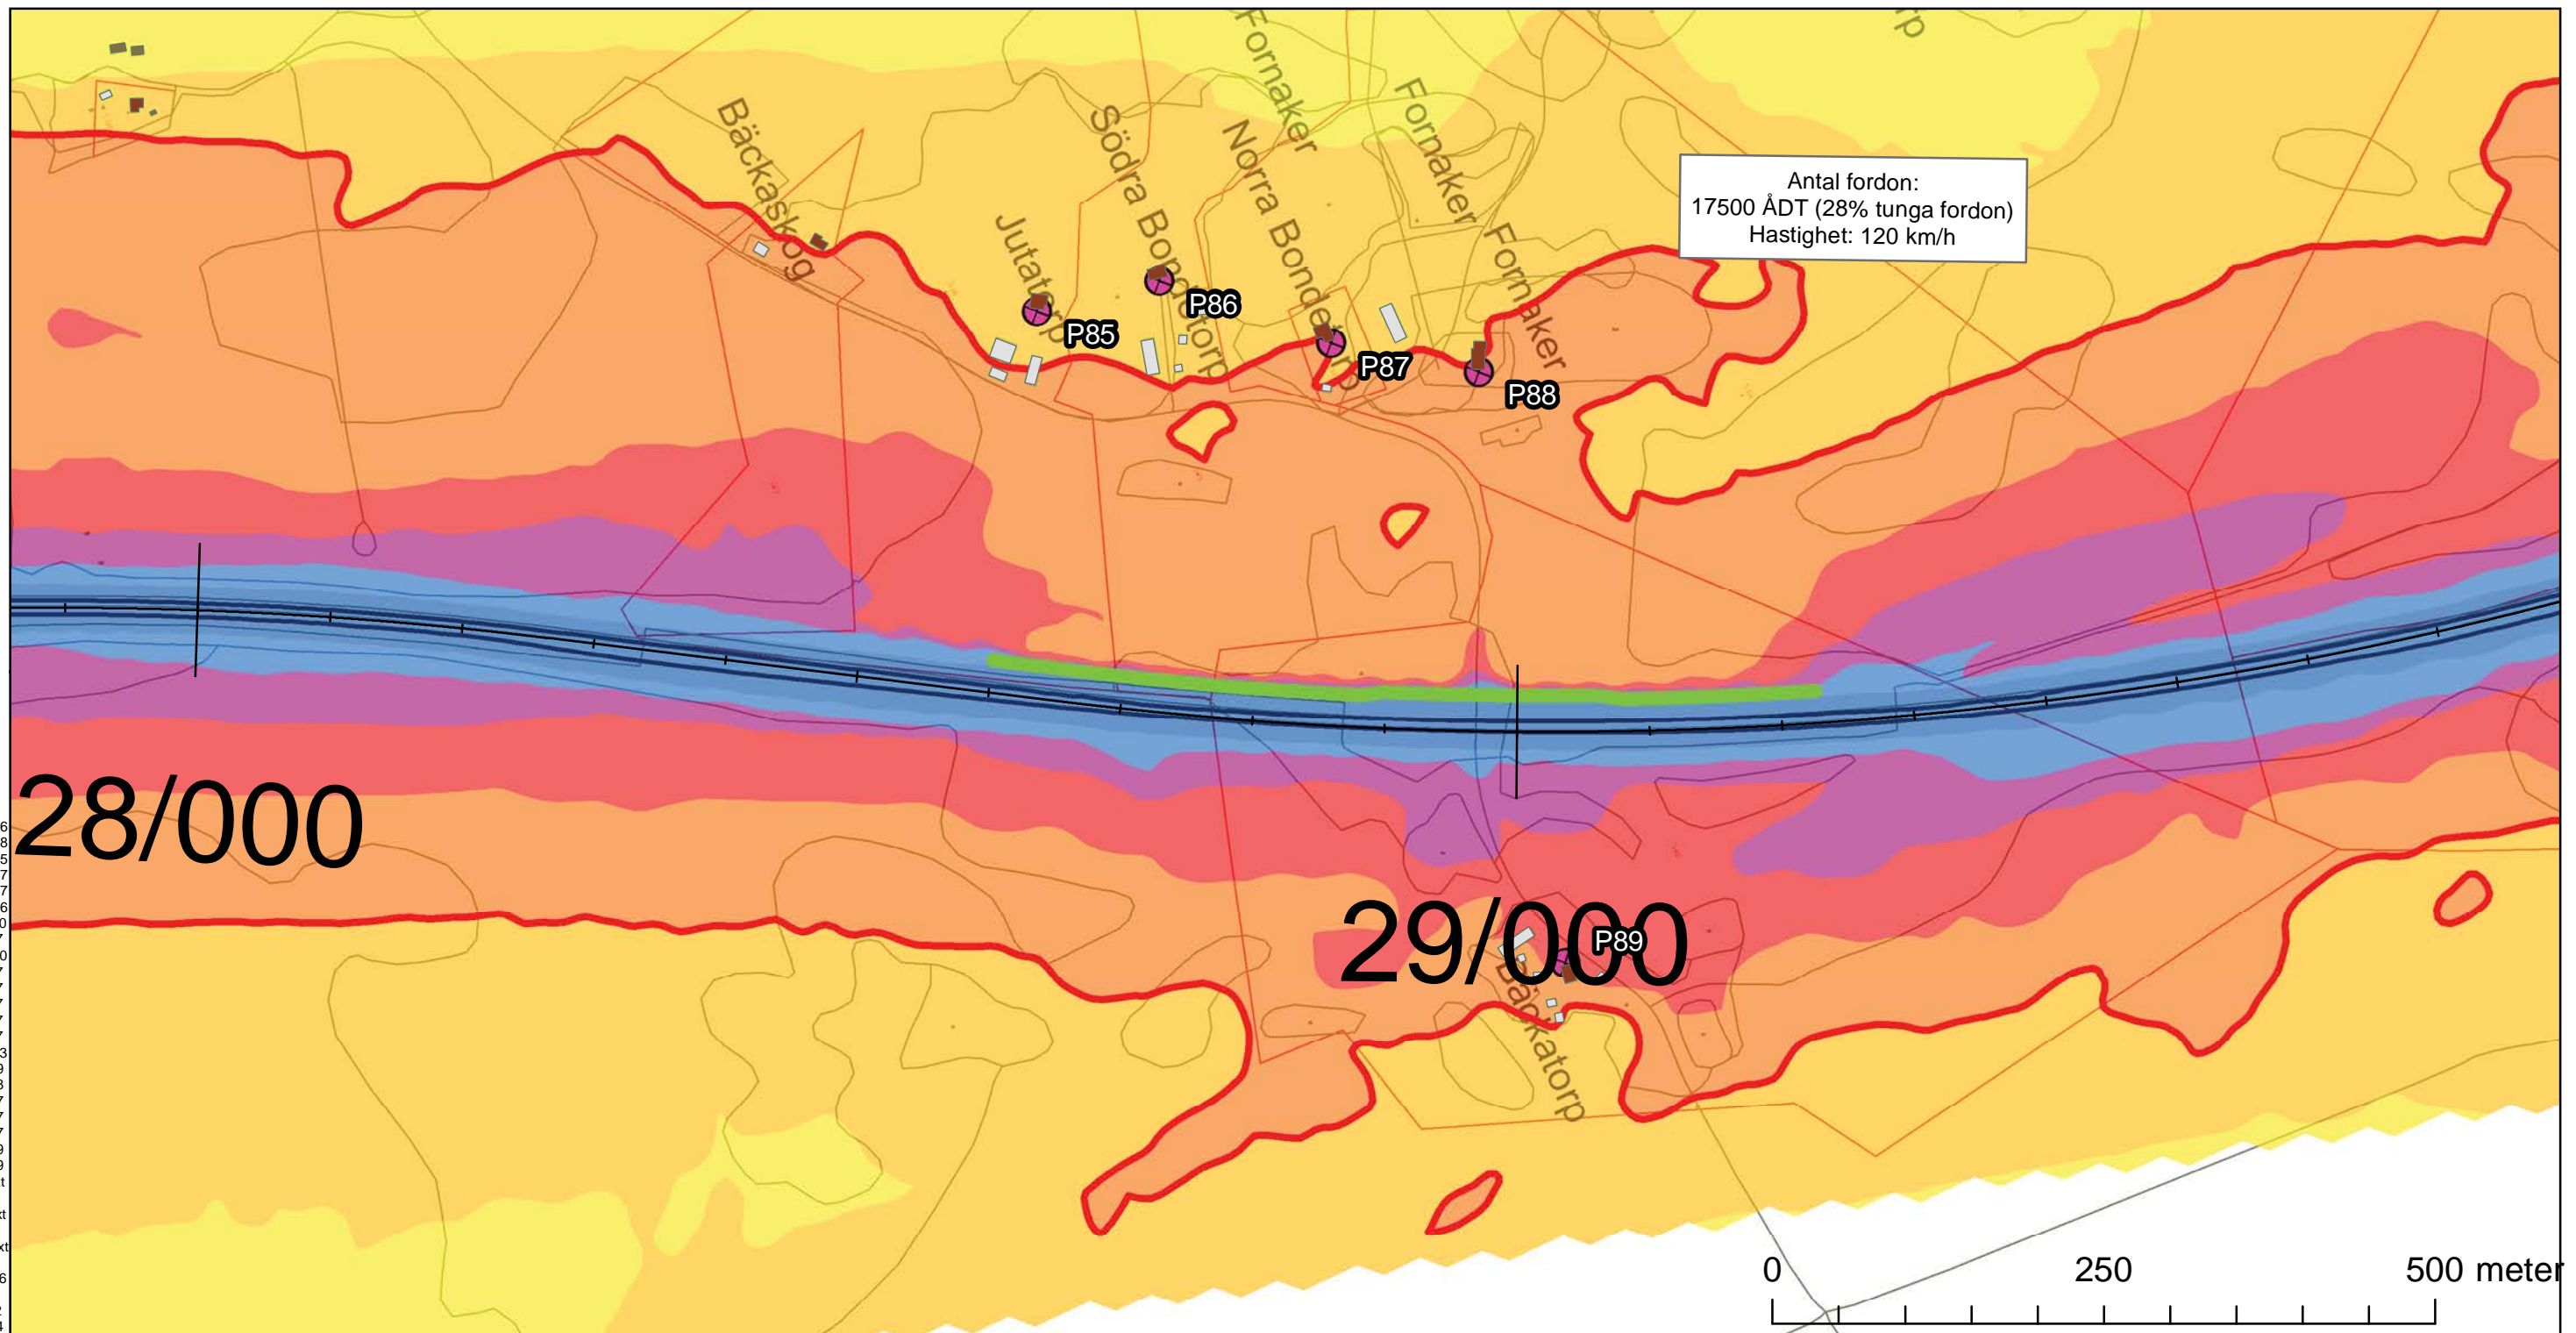 rp
Fornaker
Fornaker
Bäckaskog
Södra Bondetorp
Norra Bondetorp
Antal fordon:
17500 ÅDT (28% tunga fordon)
Hastighet: 120 km/h
Jutatorp
Fornaker
P86
P85
P87
P88
28/000
29/000
P89
Bäckatorp
0 250 500 meter